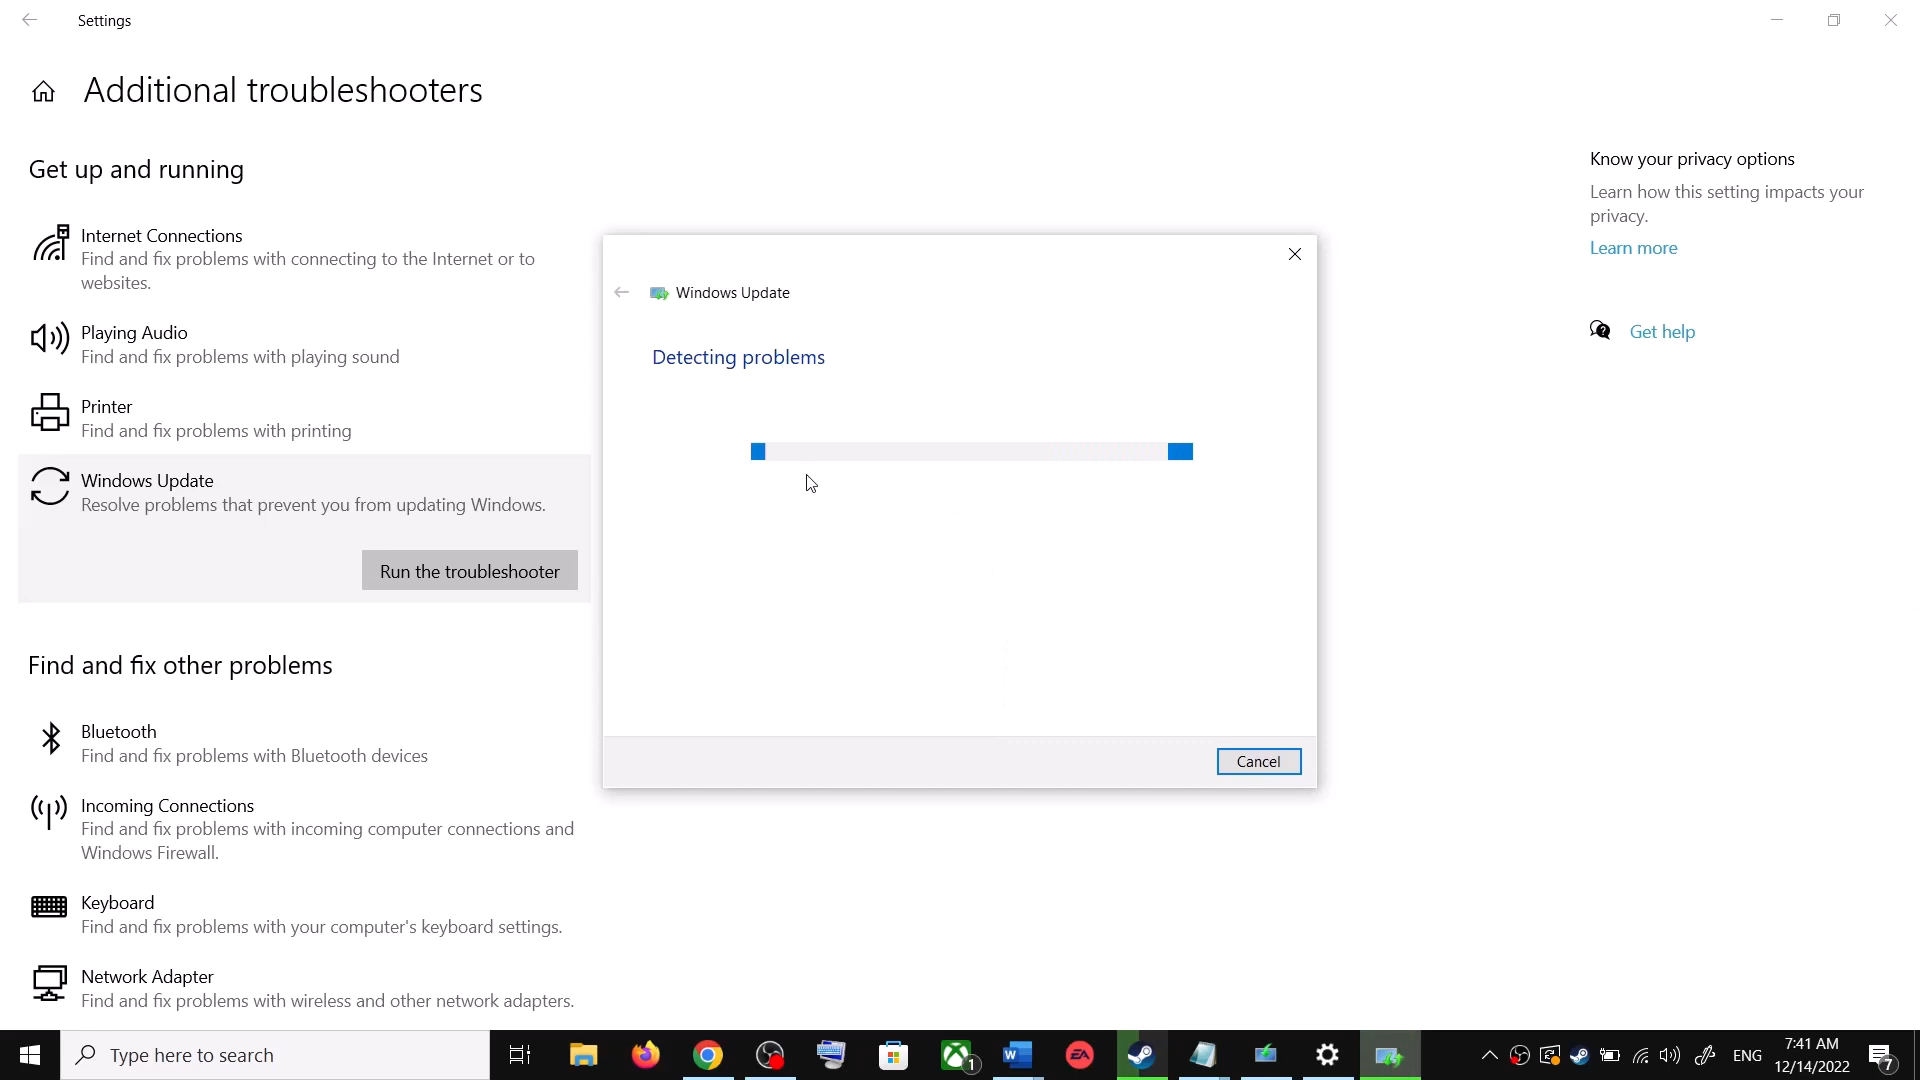 Settings
Additional troubleshooters
Get up and running
Internet Connections
Find and fix problems with connecting to the Internet or to
websites.
Playing Audio
Find and fix problems with playing sound
Printer
Find and fix problems with printing
Windows Update
Resolve problems that prevent you from updating Windows.
Run the troubleshooter
Find and fix other problems
Bluetooth
Find and fix problems with Bluetooth devices
Incoming Connections
Find and fix problems with incoming computer connections and
Windows Firewall.
Keyboard
Find and fix problems with your computer's keyboard settings.
Network Adapter
Find and fix problems with wireless and other network adapters.
Windows Update
Detecting problems
Cancel
Know your privacy options
Learn how this setting impacts your
privacy.
Learn more
Get help
Type here to search
1
W
EA
ENG
7:41 AM
12/14/2022
7